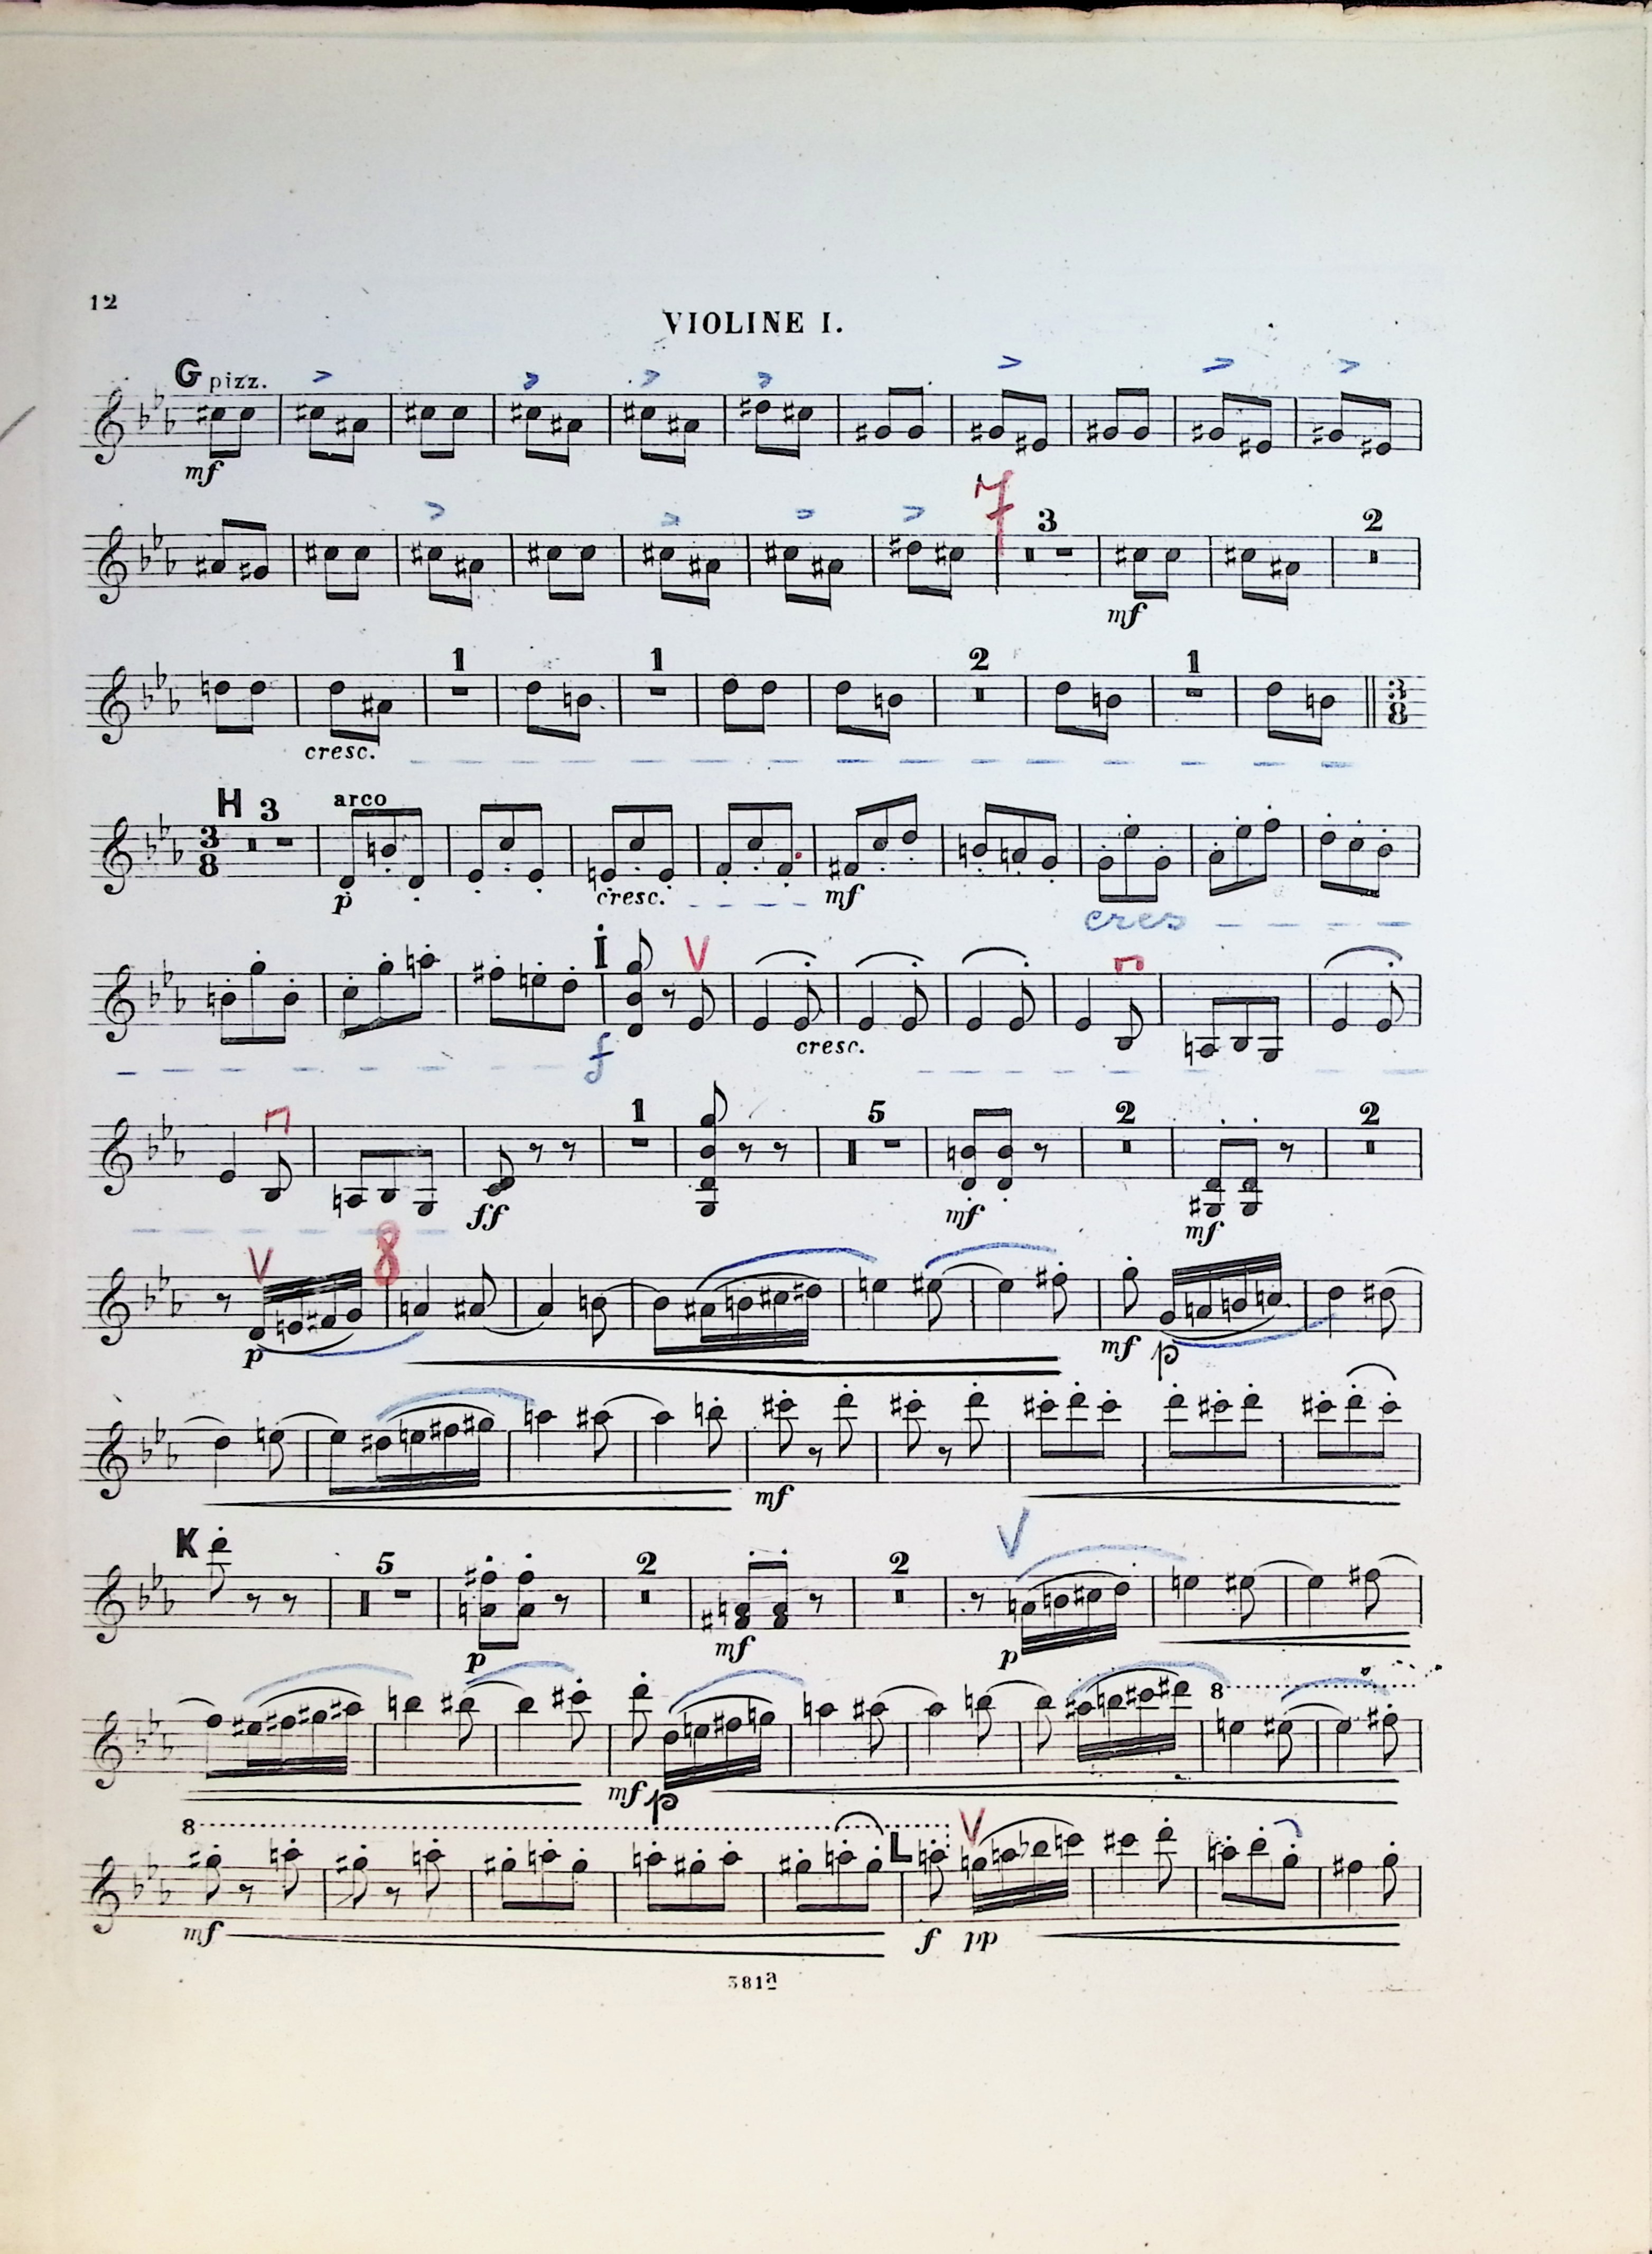 12
VIOLINE I.
G pizz.
mf
7 3 2
mf
1 1 2 1
cresc.
3
8
H 3 arco
3
8
p cresc. mf
cres
I
f cresc.
1 5 2 2
ff mf mf
8
p mf p
mf
K 5 2 2
p mf p
8
mf p
8 L
mf f pp
381a